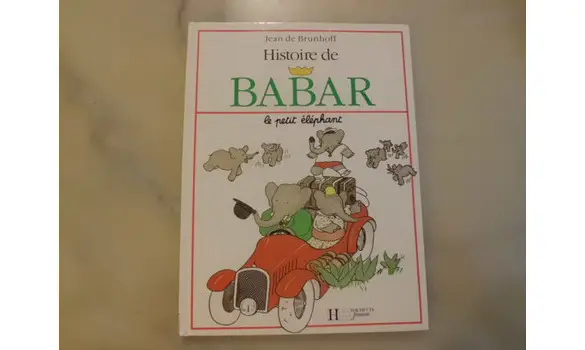 Jean de Brunhoff
Histoire de
BABAR
le petit éléphant
H HACHETTE
Jeunesse